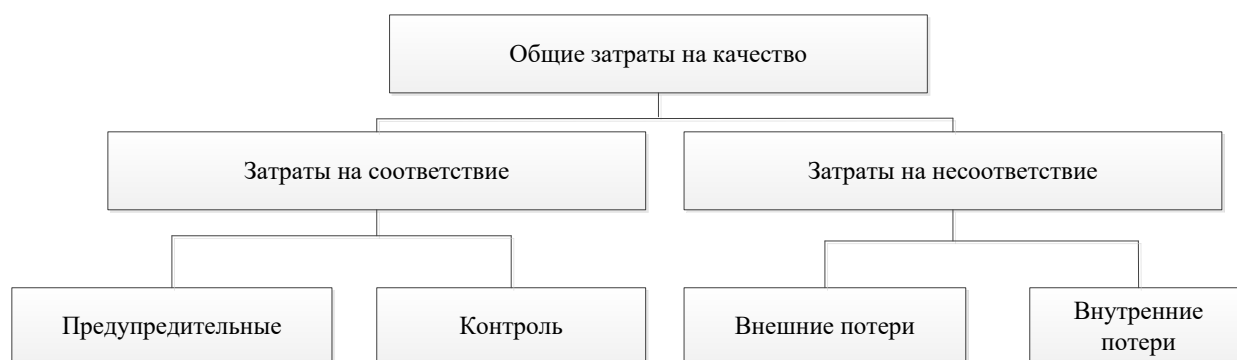 Общие затраты на качество
Затраты на соответствие
Затраты на несоответствие
Предупредительные
Контроль
Внешние потери
Внутренние
потери